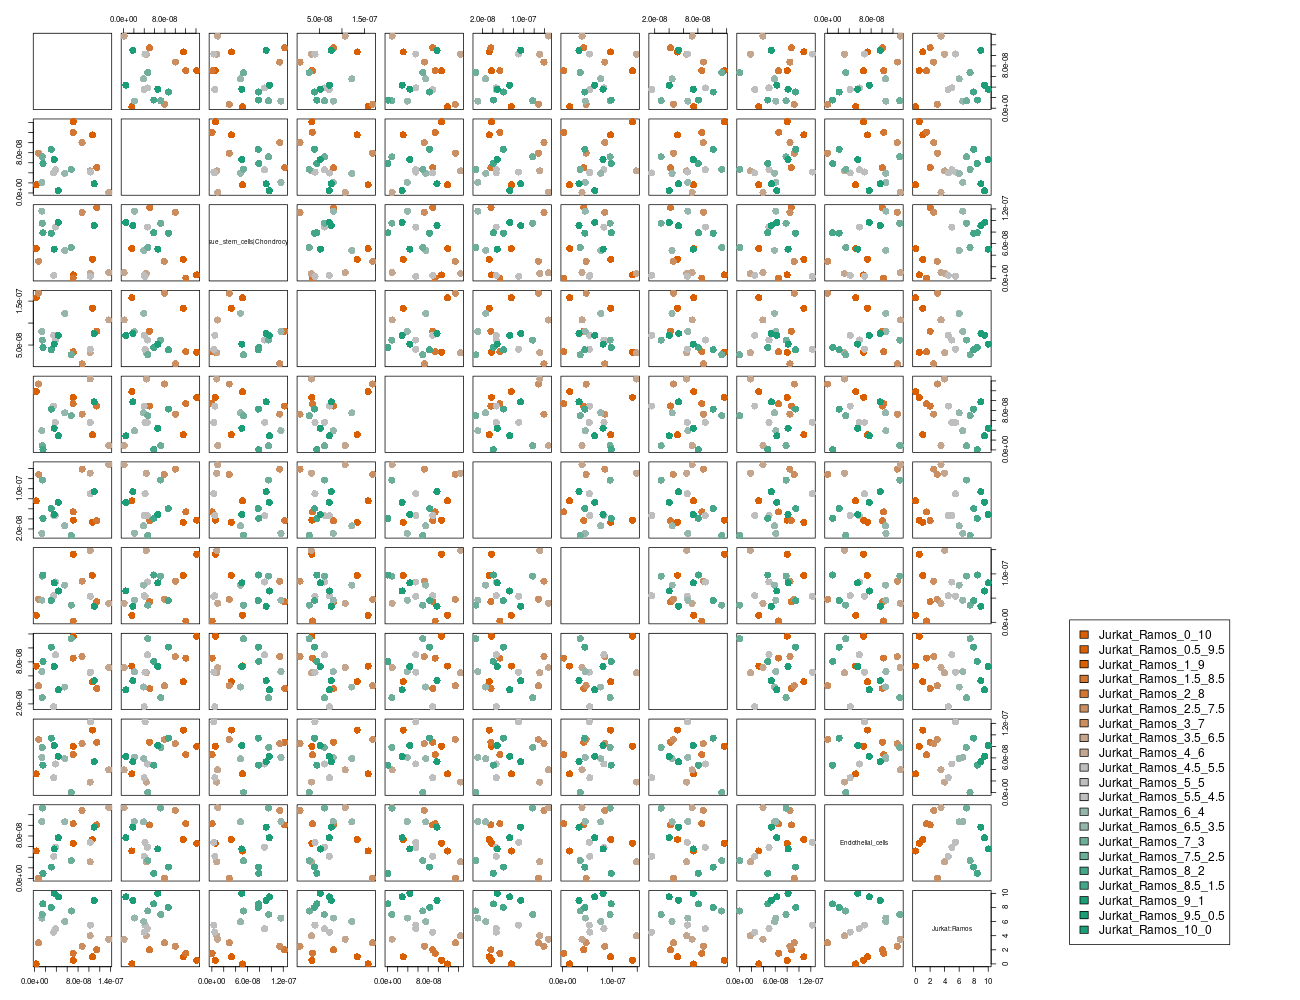 0.0e+00 8.0e-08 5.0e-08 1.5e-07 2.0e-08 1.0e-07 2.0e-08 8.0e-08 0.0e+00 8.0e-08
0.0e+00 8.0e-08
0.0e+00 8.0e-08
sue_stem_cells|Chondrocy
0.0e+00 6.0e-08 1.2e-07
5.0e-08 1.5e-07
0.0e+00 8.0e-08
2.0e-08 1.0e-07
0.0e+00 1.0e-07
2.0e-08 8.0e-08
0.0e+00 6.0e-08 1.2e-07
0.0e+00 8.0e-08
Endothelial_cells
Jurkat:Ramos
0 2 4 6 8 10
0.0e+00 8.0e-08 1.4e-07 0.0e+00 6.0e-08 1.2e-07 0.0e+00 8.0e-08 0.0e+00 1.0e-07 0.0e+00 6.0e-08 1.2e-07 0 2 4 6 8 10
Jurkat_Ramos_0_10
Jurkat_Ramos_0.5_9.5
Jurkat_Ramos_1_9
Jurkat_Ramos_1.5_8.5
Jurkat_Ramos_2_8
Jurkat_Ramos_2.5_7.5
Jurkat_Ramos_3_7
Jurkat_Ramos_3.5_6.5
Jurkat_Ramos_4_6
Jurkat_Ramos_4.5_5.5
Jurkat_Ramos_5_5
Jurkat_Ramos_5.5_4.5
Jurkat_Ramos_6_4
Jurkat_Ramos_6.5_3.5
Jurkat_Ramos_7_3
Jurkat_Ramos_7.5_2.5
Jurkat_Ramos_8_2
Jurkat_Ramos_8.5_1.5
Jurkat_Ramos_9_1
Jurkat_Ramos_9.5_0.5
Jurkat_Ramos_10_0